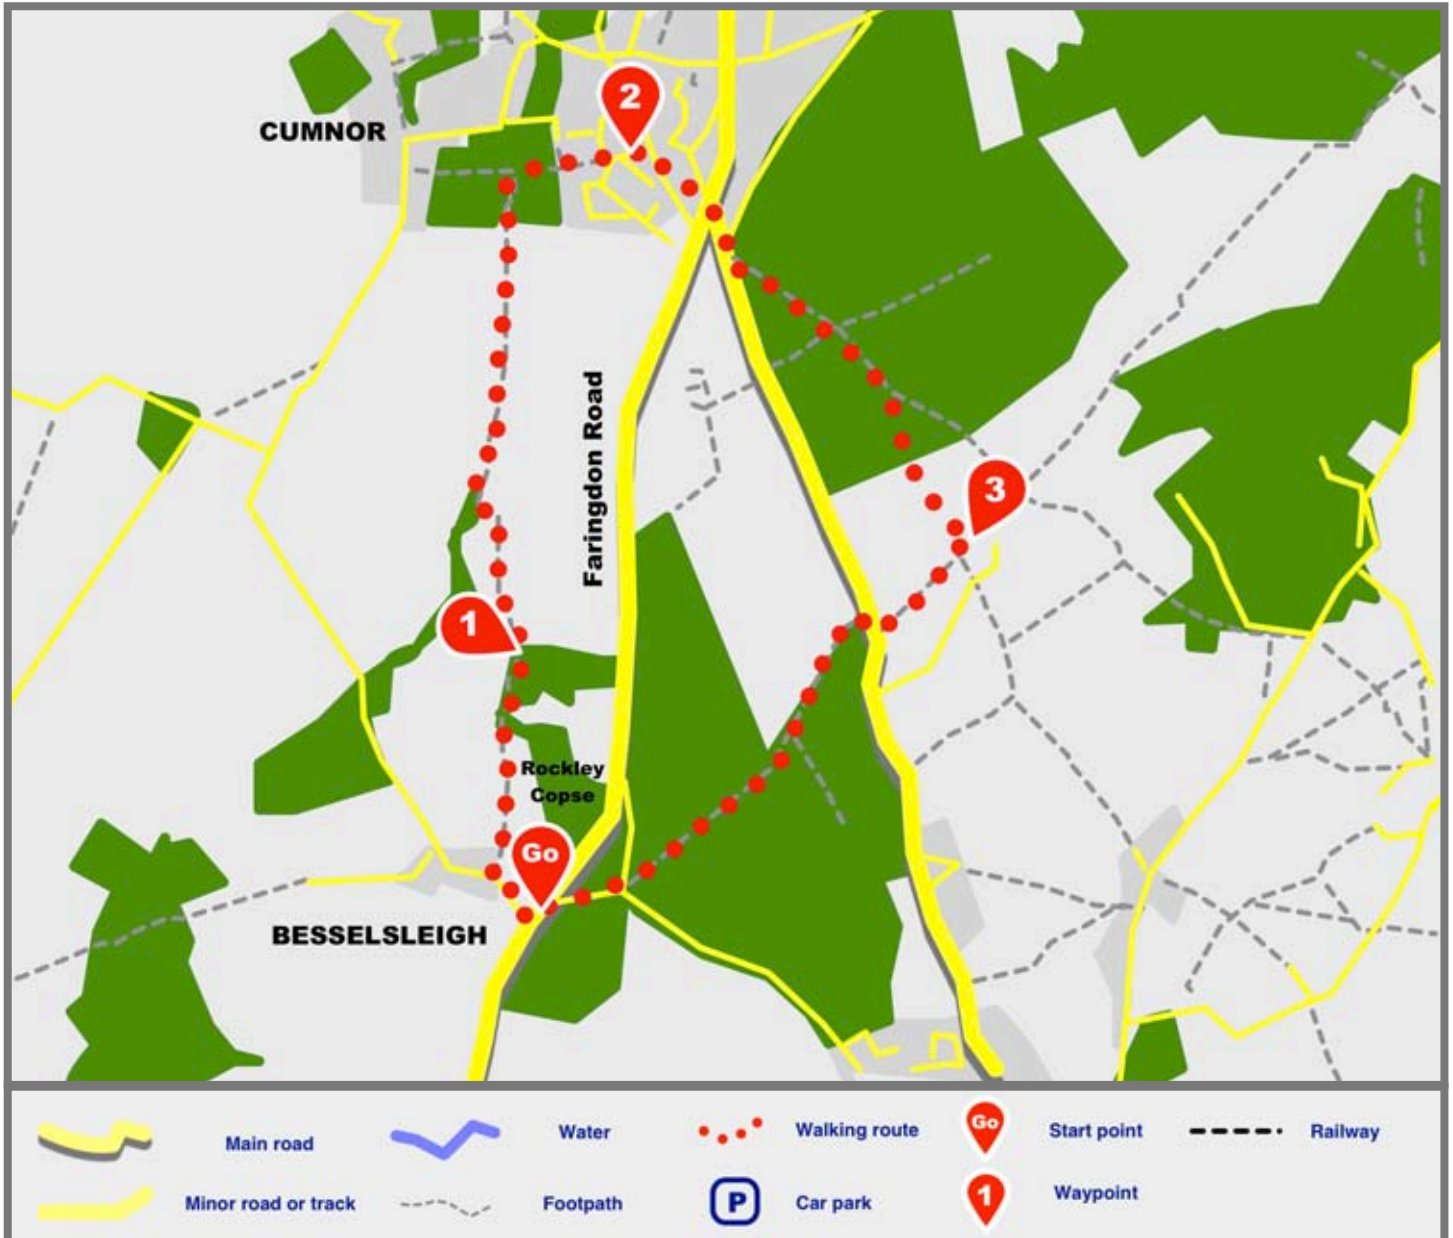 2
CUMNOR
Faringdon Road
3
1
Rockley
Copse
Go
BESSELSLEIGH
Main road
Water
Walking route
Go
Start point
Railway
Minor road or track
Footpath
P
Car park
1
Waypoint